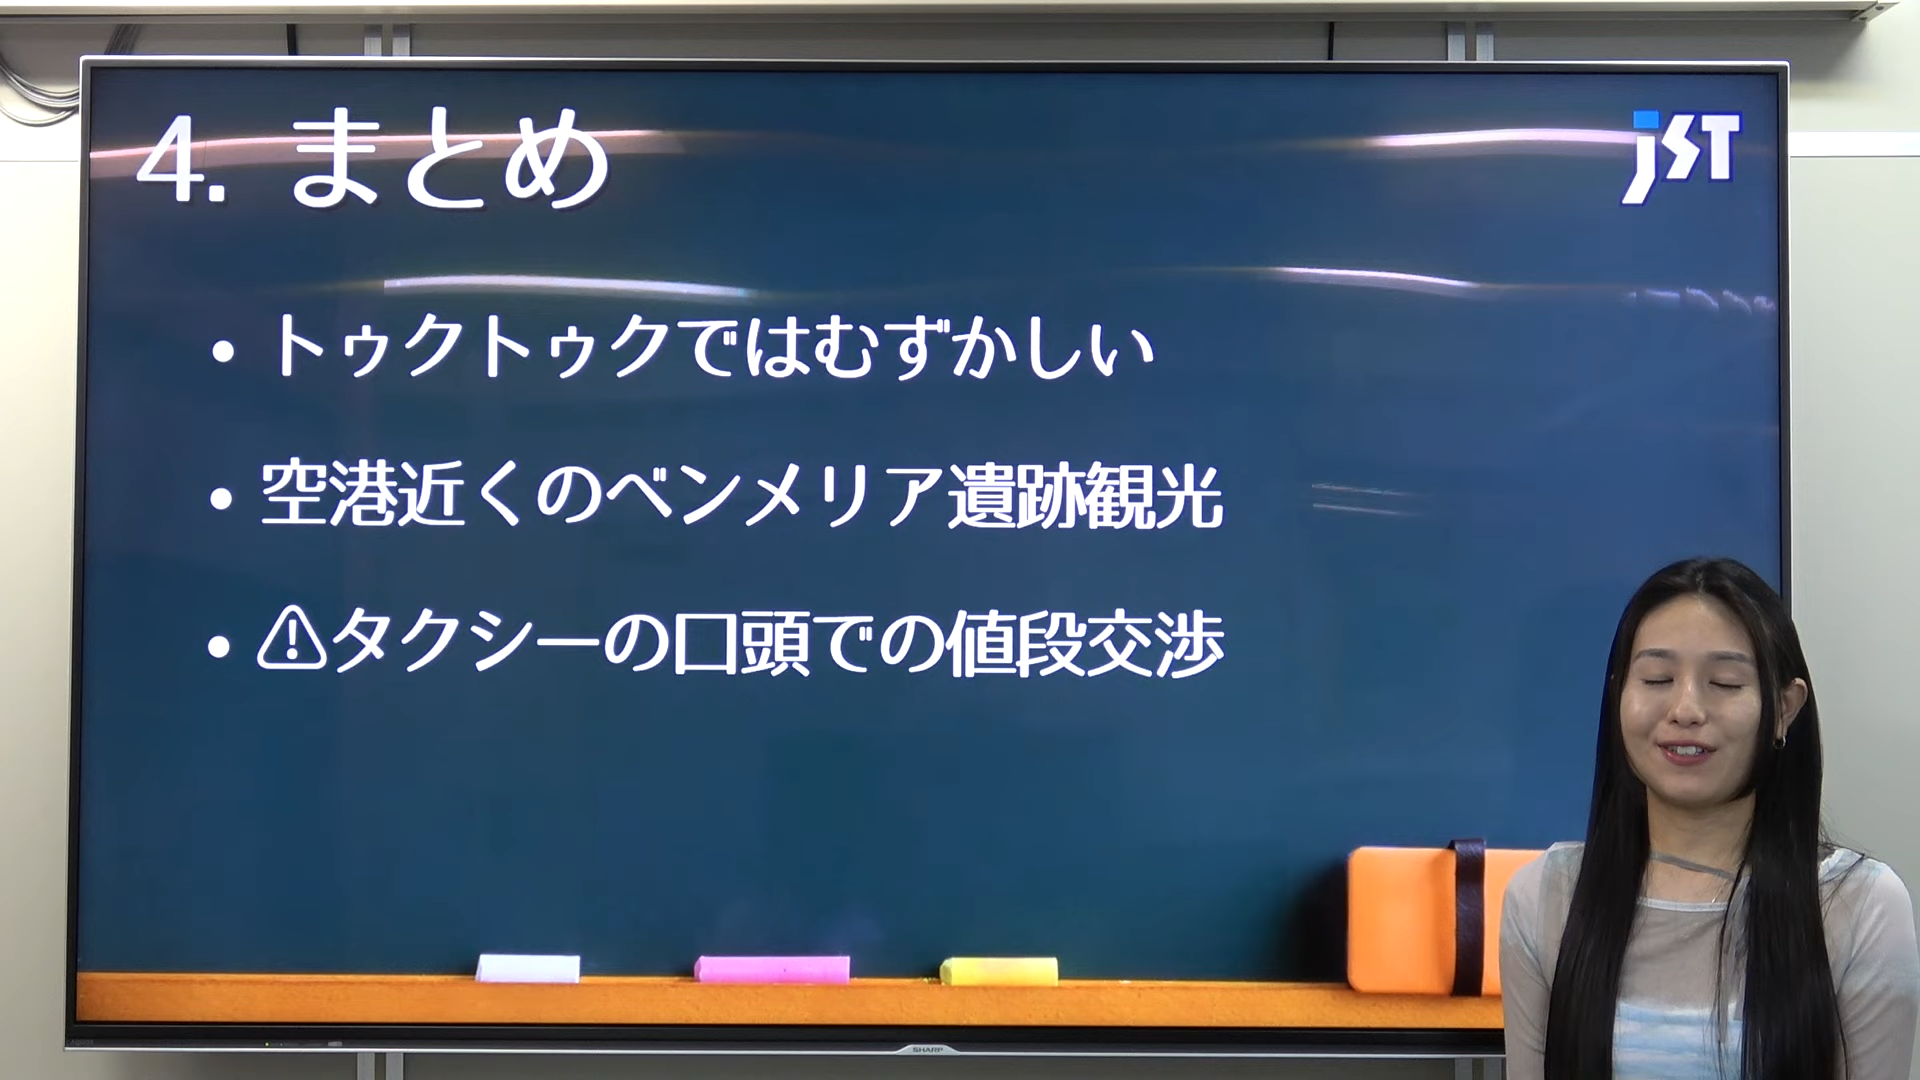 4. まとめ
JST
• トゥクトゥクではむずかしい
• 空港近くのベンメリア遺跡観光
• ⚠タクシーの口頭での値段交渉
SHARP